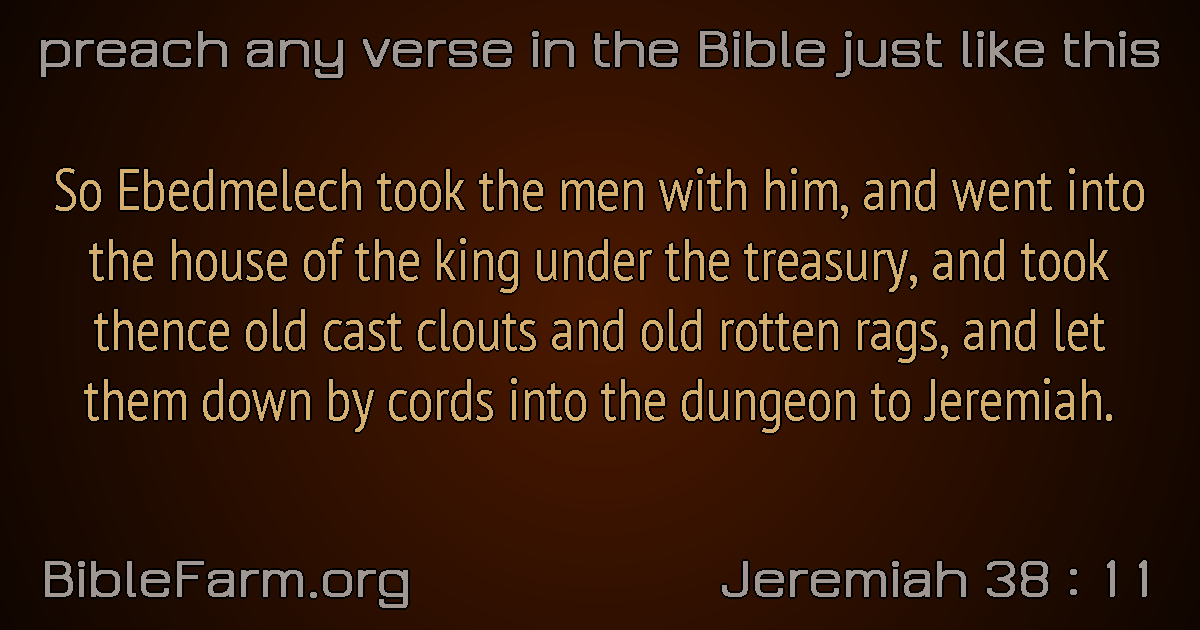 preach any verse in the Bible just like this
So Ebedmelech took the men with him, and went into
the house of the king under the treasury, and took
thence old cast clouts and old rotten rags, and let
them down by cords into the dungeon to Jeremiah.
BibleFarm.org
Jeremiah 38 : 11